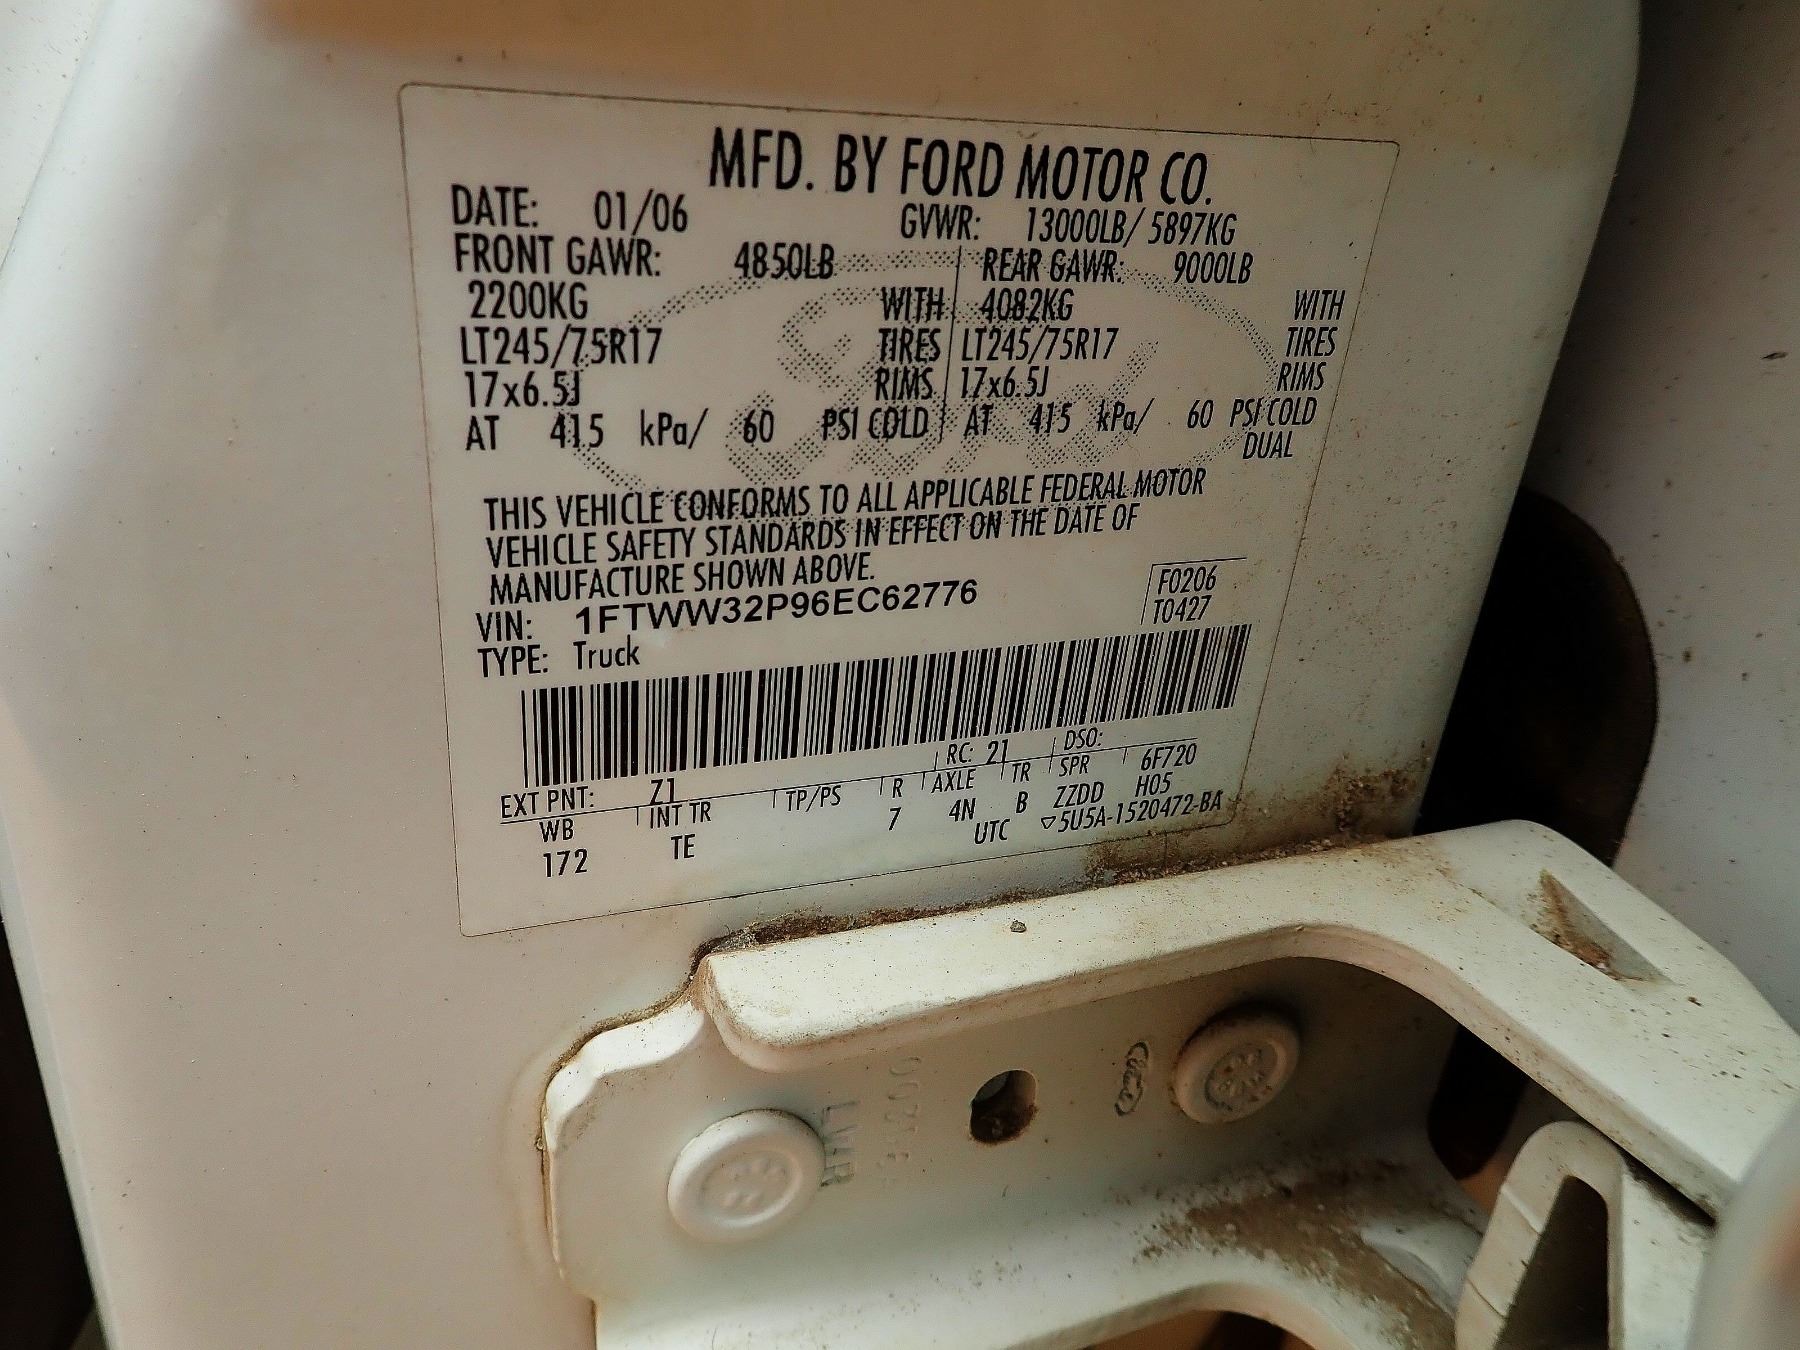 MFD. BY FORD MOTOR CO.
DATE: 01/06 GVWR: 13000LB/ 5897KG
FRONT GAWR: 4850LB REAR GAWR: 9000LB
2200KG WITH 4082KG WITH
LT245/75R17 TIRES LT245/75R17 TIRES
17x6.5J RIMS 17x6.5J RIMS
AT 415 kPa/ 60 PSI COLD AT 415 kPa/ 60 PSI COLD
DUAL
THIS VEHICLE CONFORMS TO ALL APPLICABLE FEDERAL MOTOR
VEHICLE SAFETY STANDARDS IN EFFECT ON THE DATE OF
MANUFACTURE SHOWN ABOVE.
VIN: 1FTWW32P96EC62776 F0206
TYPE: Truck T0427
EXT PNT: Z1 RC: 21 DSO:
WB INT TR TP/PS R AXLE TR SPR 6F720
172 TE 7 4N B ZZDD H05
UTC ▽5U5A-1520472-BA
Ford